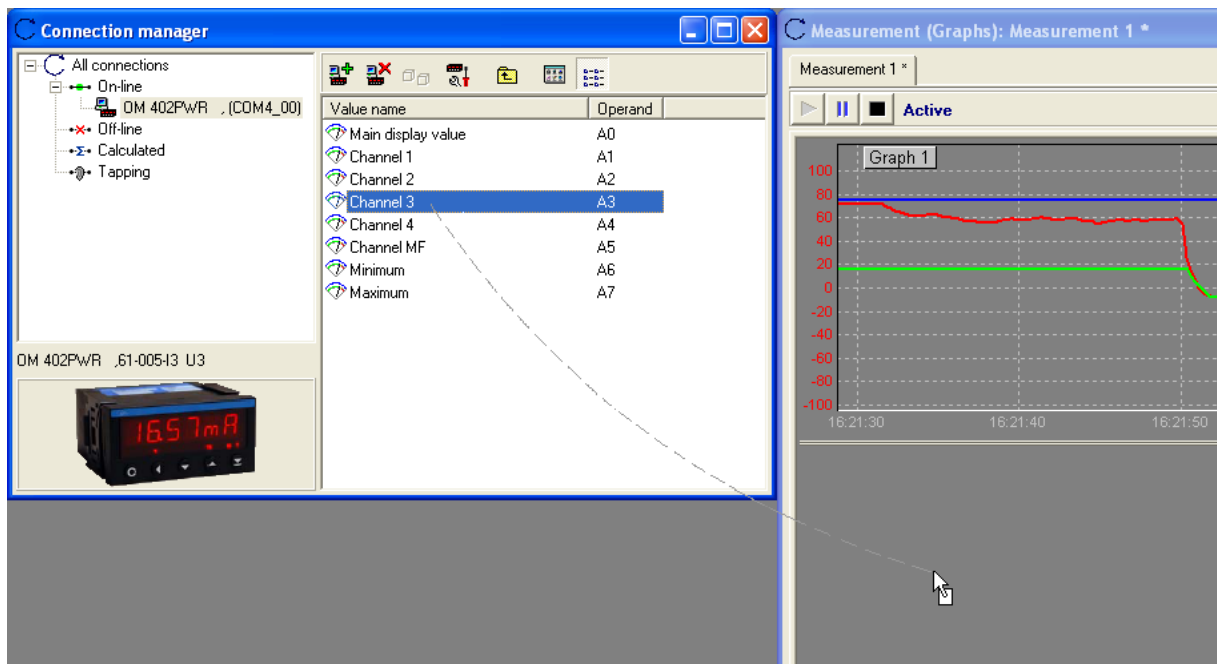 Connection manager
All connections
On-line
OM 402PWR , (COM4_00)
Off-line
Calculated
Tapping
Value name Operand
Main display value A0
Channel 1 A1
Channel 2 A2
Channel 3 A3
Channel 4 A4
Channel MF A5
Minimum A6
Maximum A7
OM 402PWR ,61-005-I3 U3
16.57mA
Measurement (Graphs): Measurement 1 *
Measurement 1 *
Active
Graph 1
100
80
60
40
20
0
-20
-40
-60
-80
-100
16:21:30 16:21:40 16:21:50